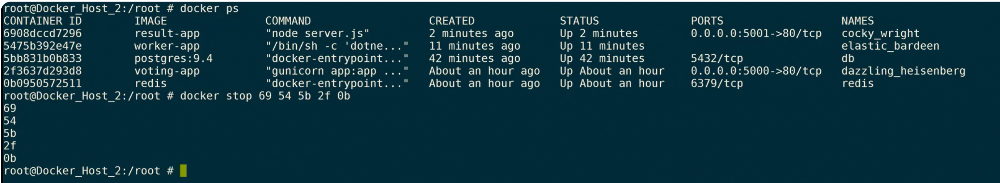 root@Docker_Host_2:/root # docker ps
CONTAINER ID        IMAGE               COMMAND                  CREATED             STATUS              PORTS                  NAMES
6908dccd7296        result-app          "node server.js"         2 minutes ago       Up 2 minutes        0.0.0.0:5001->80/tcp   cocky_wright
5475b392e47e        worker-app          "/bin/sh -c 'dotne..."   11 minutes ago      Up 11 minutes                              elastic_bardeen
5bb831b0b833        postgres:9.4        "docker-entrypoint..."   42 minutes ago      Up 42 minutes       5432/tcp               db
2f3637d293d8        voting-app          "gunicorn app:app ..."   About an hour ago   Up About an hour    0.0.0.0:5000->80/tcp   dazzling_heisenberg
0b0950572511        redis               "docker-entrypoint..."   About an hour ago   Up About an hour    6379/tcp               redis
root@Docker_Host_2:/root # docker stop 69 54 5b 2f 0b
69
54
5b
2f
0b
root@Docker_Host_2:/root #